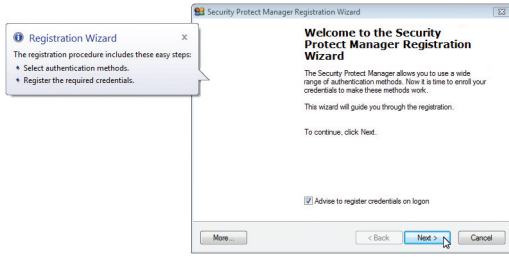 Security Protect Manager Registration Wizard
Registration Wizard
x
The registration procedure includes these easy steps:
Select authentication methods.
Register the required credentials.
Welcome to the Security
Protect Manager Registration
Wizard
The Security Protect Manager allows you to use a wide
range of authentication methods. Now it is time to enroll your
credentials to make these methods work.
This wizard will guide you through the registration.
To continue, click Next.
Advise to register credentials on logon
More...
< Back
Next >
Cancel